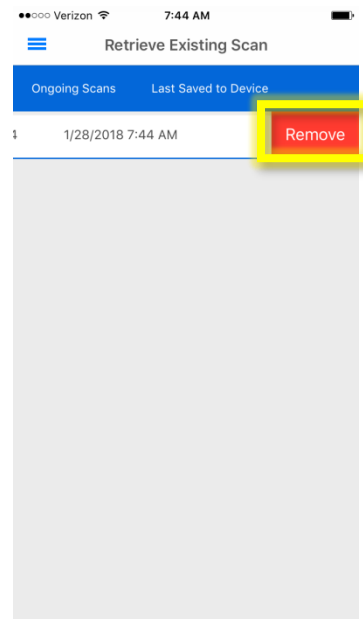 Verizon 7:44 AM
Retrieve Existing Scan
Ongoing Scans Last Saved to Device
4 1/28/2018 7:44 AM Remove